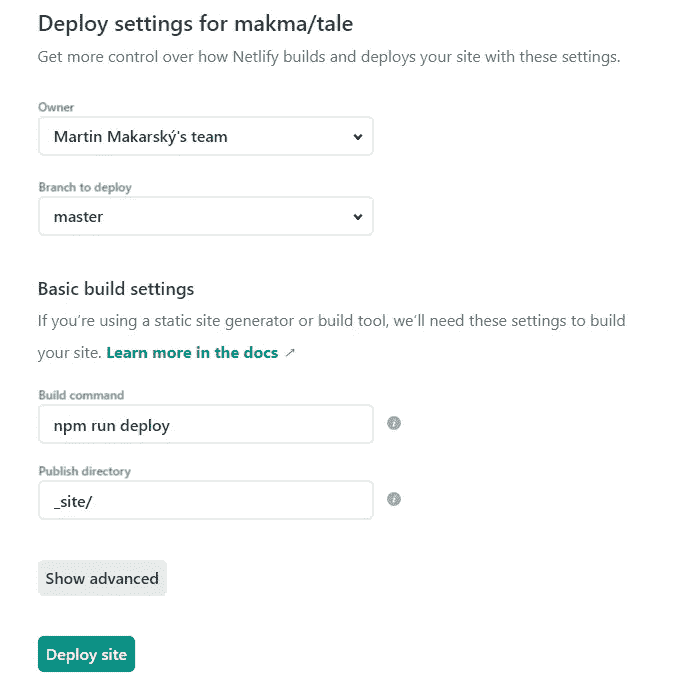 Deploy settings for makma/tale
Get more control over how Netlify builds and deploys your site with these settings.
Owner
Martin Makarský's team
Branch to deploy
master
Basic build settings
If you’re using a static site generator or build tool, we’ll need these settings to build
your site. Learn more in the docs ↗
Build command
npm run deploy
Publish directory
_site/
Show advanced
Deploy site